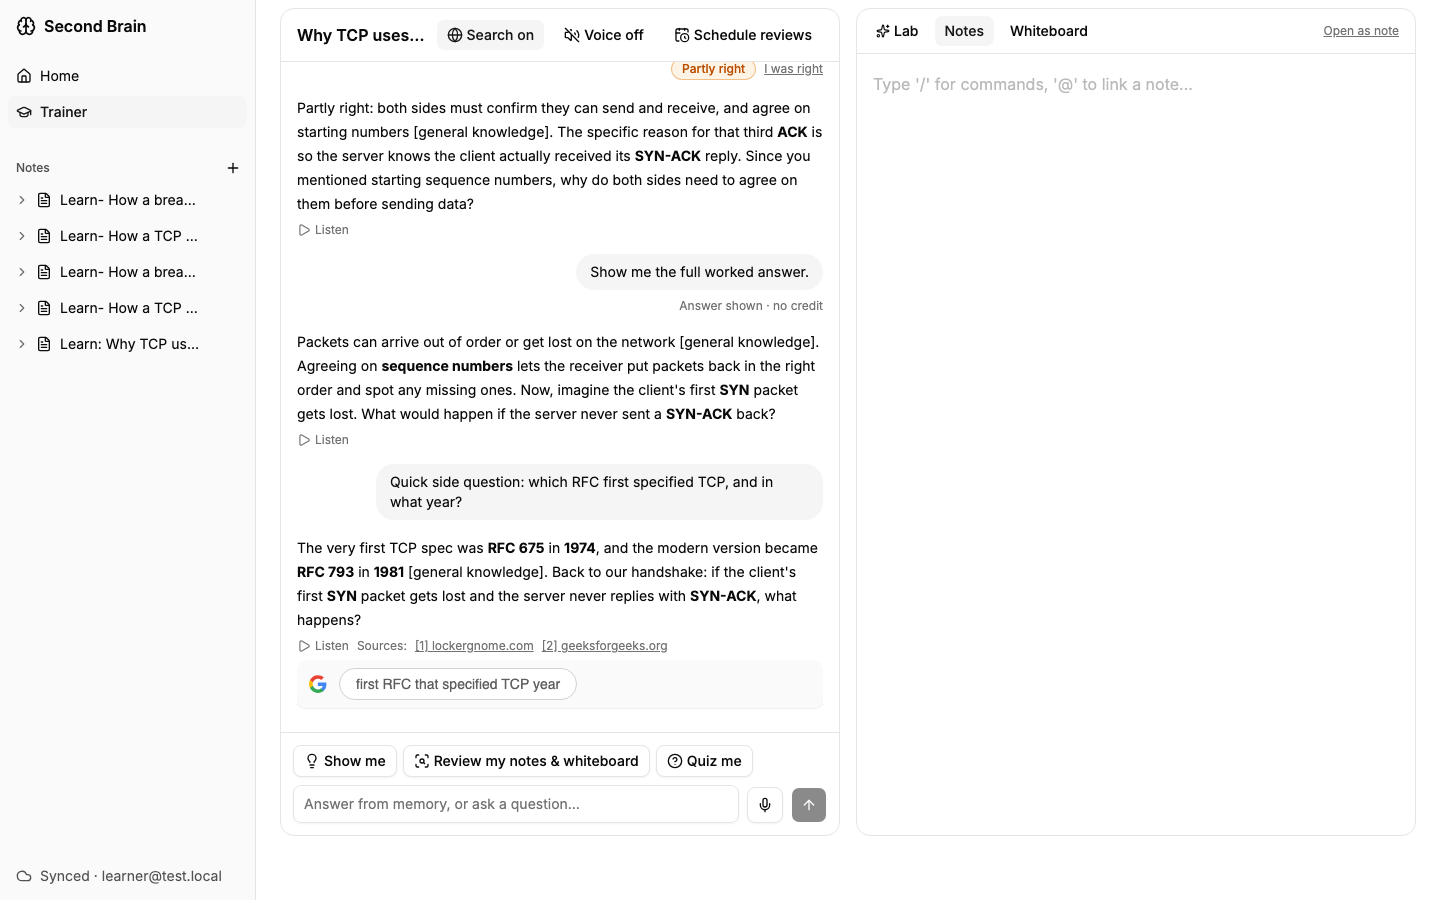 Second Brain
Home
Trainer
Notes
Learn- How a brea...
Learn- How a TCP ...
Learn- How a brea...
Learn- How a TCP ...
Learn: Why TCP us...
Synced · learner@test.local
Why TCP uses...
Search on
Voice off
Schedule reviews
Partly right
I was right
Partly right: both sides must confirm they can send and receive, and agree on
starting numbers [general knowledge]. The specific reason for that third ACK is
so the server knows the client actually received its SYN-ACK reply. Since you
mentioned starting sequence numbers, why do both sides need to agree on
them before sending data?
Listen
Show me the full worked answer.
Answer shown · no credit
Packets can arrive out of order or get lost on the network [general knowledge].
Agreeing on sequence numbers lets the receiver put packets back in the right
order and spot any missing ones. Now, imagine the client's first SYN packet
gets lost. What would happen if the server never sent a SYN-ACK back?
Listen
Quick side question: which RFC first specified TCP, and in
what year?
The very first TCP spec was RFC 675 in 1974, and the modern version became
RFC 793 in 1981 [general knowledge]. Back to our handshake: if the client's
first SYN packet gets lost and the server never replies with SYN-ACK, what
happens?
Listen Sources: [1] lockergnome.com [2] geeksforgeeks.org
first RFC that specified TCP year
Show me
Review my notes & whiteboard
Quiz me
Answer from memory, or ask a question...
Lab
Notes
Whiteboard
Open as note
Type '/' for commands, '@' to link a note...